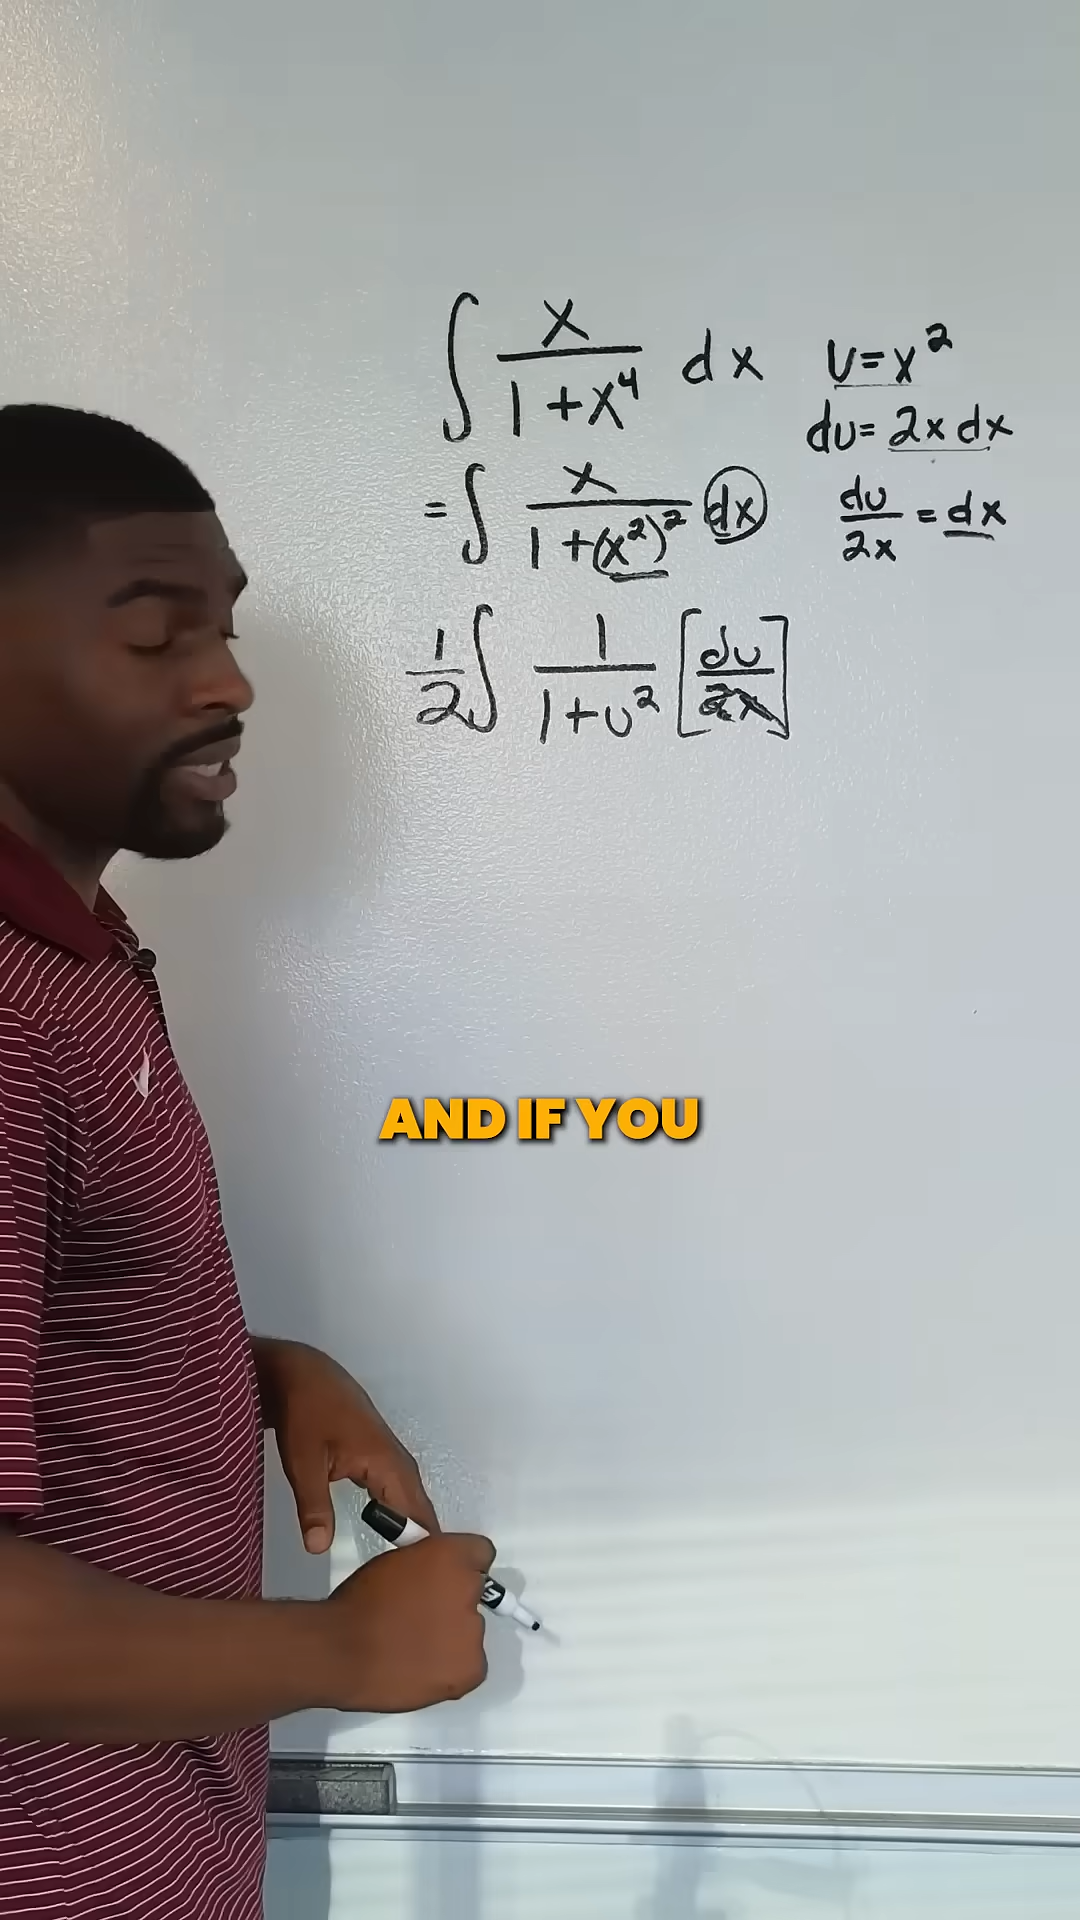 ∫ x/(1+x⁴) dx   u=x²
du= 2x dx
= ∫ x/(1+(x²)²) dx   du/2x = dx
1/2 ∫ 1/(1+u²) [du/2x]
AND IF YOU